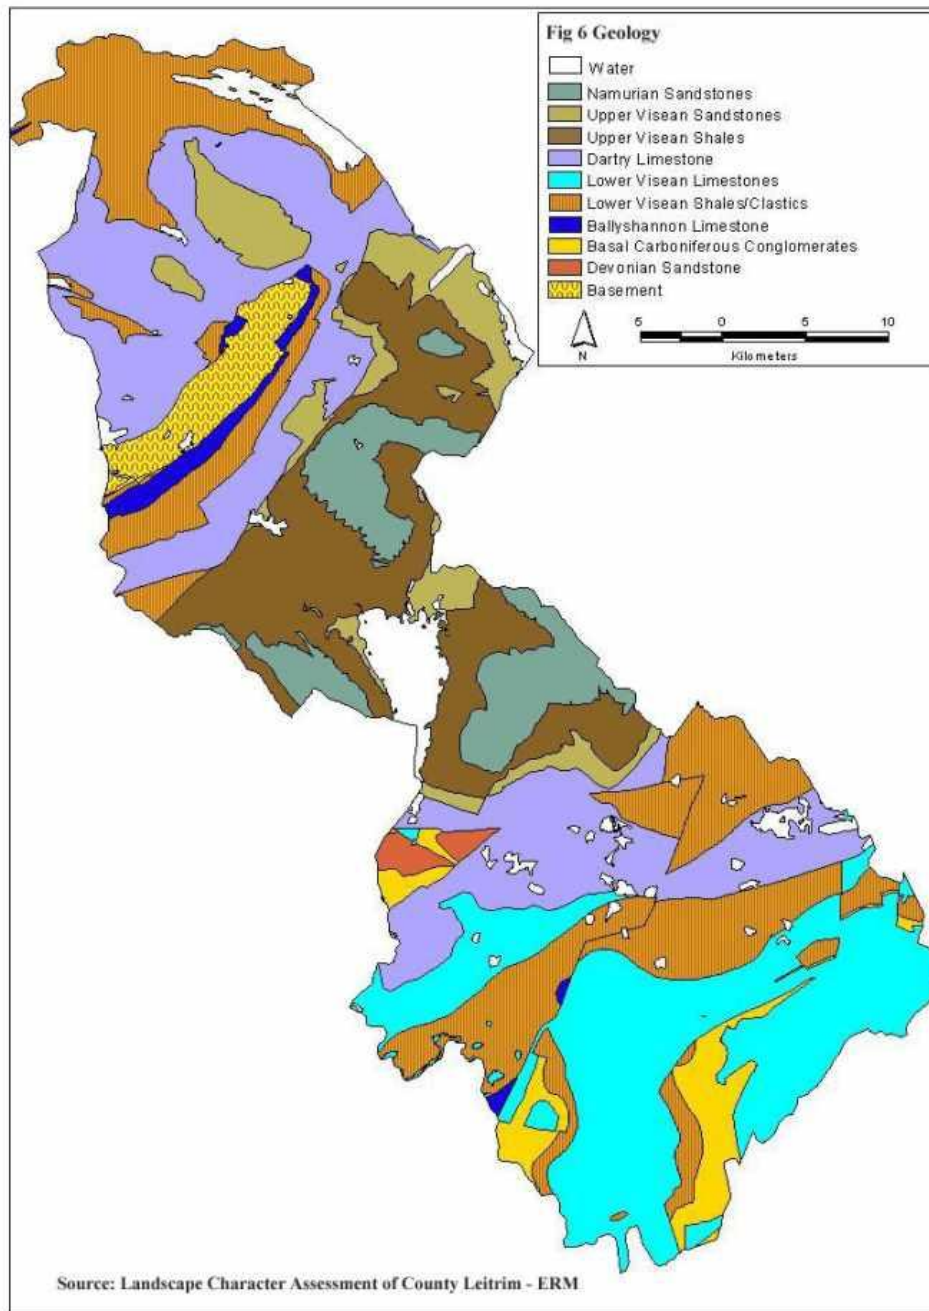 Fig 6 Geology
Water
Namurian Sandstones
Upper Visean Sandstones
Upper Visean Shales
Dartry Limestone
Lower Visean Limestones
Lower Visean Shales/Clastics
Ballyshannon Limestone
Basal Carboniferous Conglomerates
Devonian Sandstone
Basement
5 0 5 10
Kilometers
N
Source: Landscape Character Assessment of County Leitrim - ERM